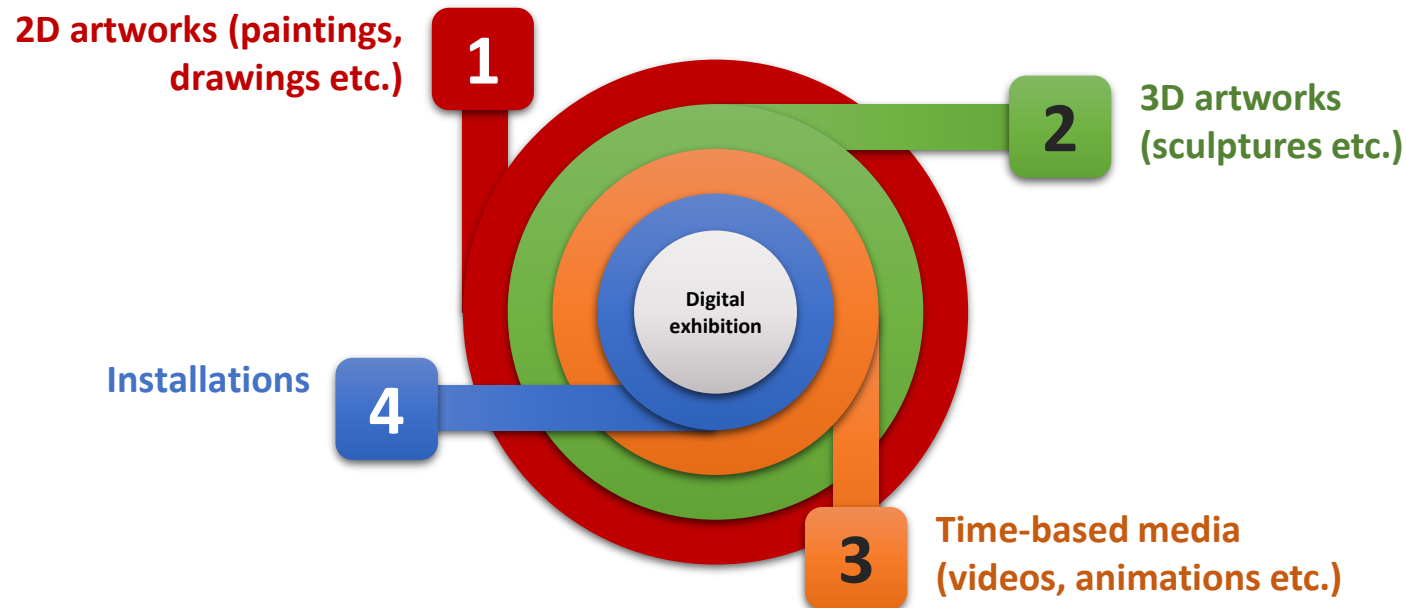 2D artworks (paintings,
drawings etc.)
1
2
3D artworks
(sculptures etc.)
Digital
exhibition
Installations
4
3
Time-based media
(videos, animations etc.)